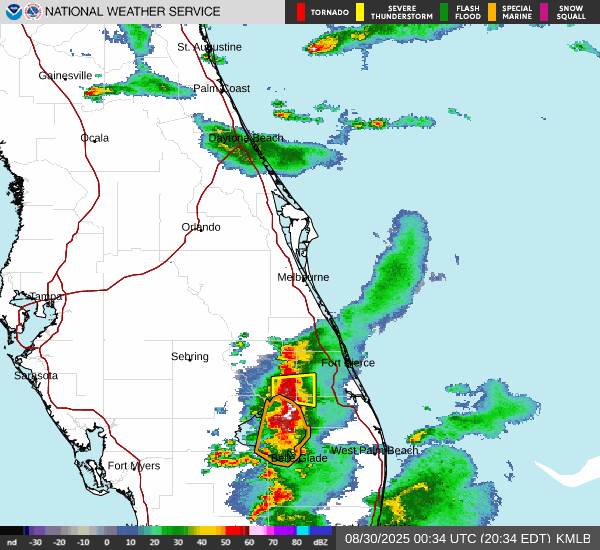 NATIONAL WEATHER SERVICE
TORNADO
SEVERE THUNDERSTORM
FLASH FLOOD
SPECIAL MARINE
SNOW SQUALL
St. Augustine
Gainesville
Palm Coast
Ocala
Daytona Beach
Orlando
Melbourne
Tampa
Sebring
Fort Pierce
Sarasota
West Palm Beach
Belle Glade
Fort Myers
nd -30 -20 -10 0 10 20 30 40 50 60 70 80 dBZ
08/30/2025 00:34 UTC (20:34 EDT) KMLB